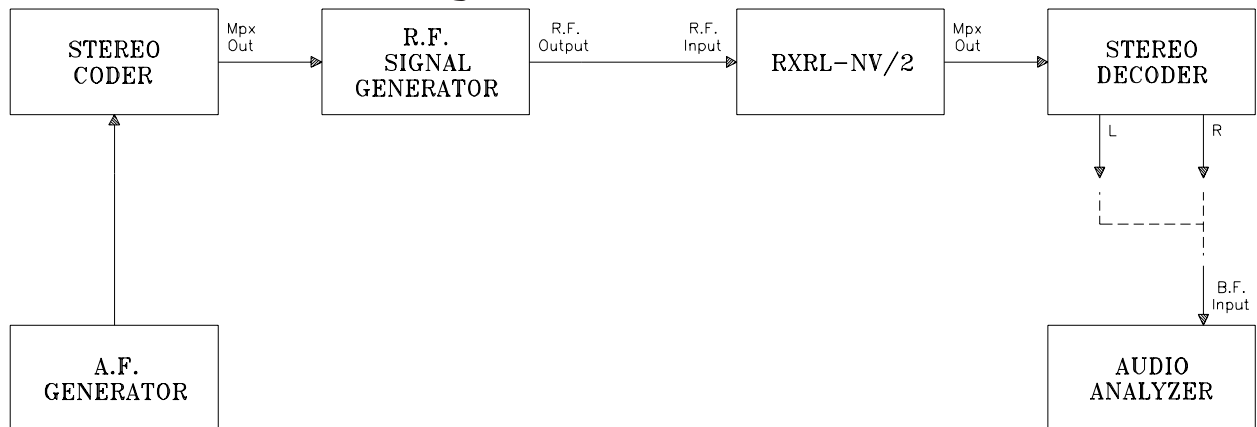 STEREO
CODER
Mpx
Out
R.F.
SIGNAL
GENERATOR
R.F.
Output
R.F.
Input
RXRL-NV/2
Mpx
Out
STEREO
DECODER
L
R
B.F.
Input
A.F.
GENERATOR
AUDIO
ANALYZER